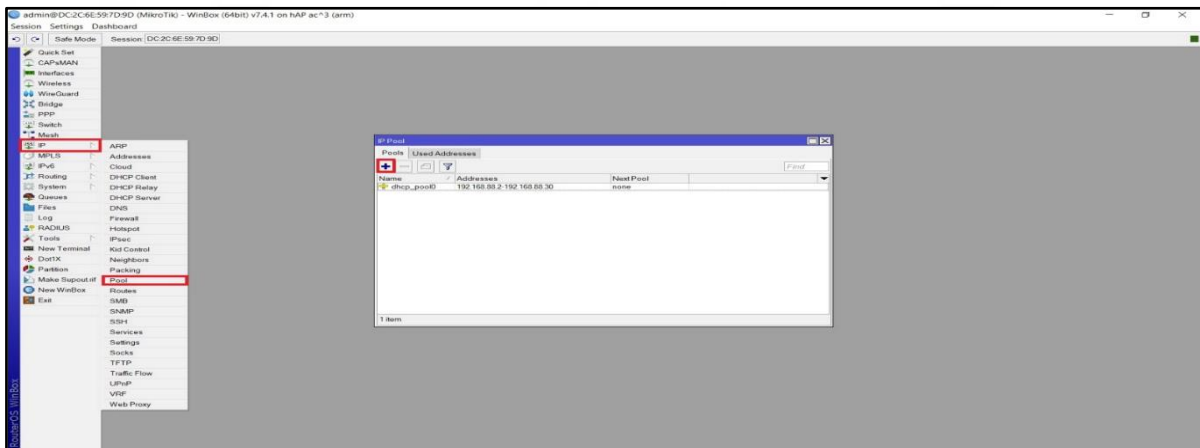 admin@DC:2C:6E:59:7D:9D (MikroTik) - WinBox (64bit) v7.4.1 on hAP ac^3 (arm)
Session Settings Dashboard
Safe Mode Session: DC:2C:6E:59:7D:9D
Quick Set
CAPsMAN
Interfaces
Wireless
WireGuard
Bridge
PPP
Switch
Mesh
IP
MPLS
IPv6
Routing
System
Queues
Files
Log
RADIUS
Tools
New Terminal
Dot1X
Partition
Make Supout.rif
New WinBox
Exit
ARP
Addresses
Cloud
DHCP Client
DHCP Relay
DHCP Server
DNS
Firewall
Hotspot
IPsec
Kid Control
Neighbors
Packing
Pool
Routes
SMB
SNMP
SSH
Services
Settings
Socks
TFTP
Traffic Flow
UPnP
VRF
Web Proxy
IP Pool
Pools Used Addresses
Find
Name Addresses Next Pool
dhcp_pool0 192.168.88.2-192.168.88.30 none
1 item
RouterOS WinBox